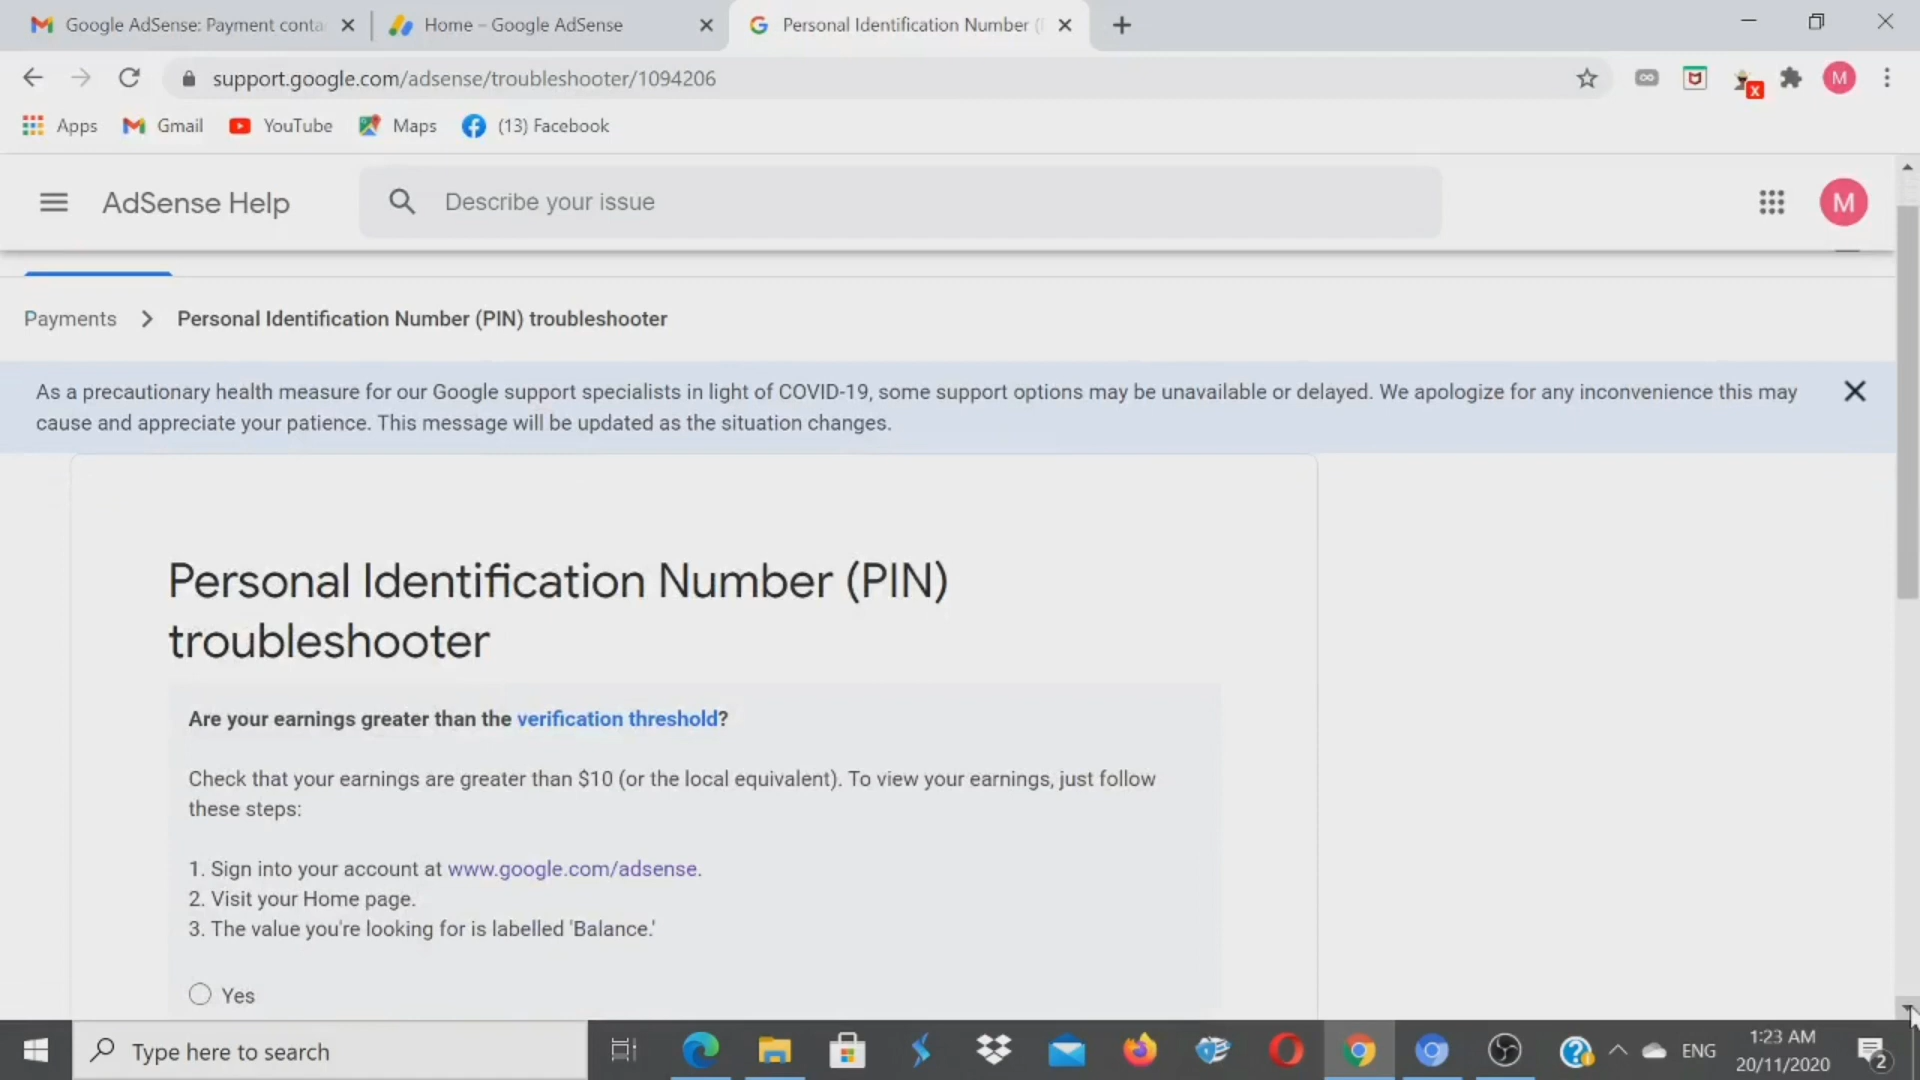 Google AdSense: Payment conta
Home – Google AdSense
Personal Identification Number (
support.google.com/adsense/troubleshooter/1094206
X
M
Apps
Gmail
YouTube
Maps
(13) Facebook
AdSense Help
Describe your issue
M
Payments
Personal Identification Number (PIN) troubleshooter
As a precautionary health measure for our Google support specialists in light of COVID-19, some support options may be unavailable or delayed. We apologize for any inconvenience this may
cause and appreciate your patience. This message will be updated as the situation changes.
Personal Identification Number (PIN)
troubleshooter
Are your earnings greater than the verification threshold?
Check that your earnings are greater than $10 (or the local equivalent). To view your earnings, just follow
these steps:
1. Sign into your account at www.google.com/adsense.
2. Visit your Home page.
3. The value you're looking for is labelled 'Balance.'
Yes
Type here to search
ENG
1:23 AM
20/11/2020
2